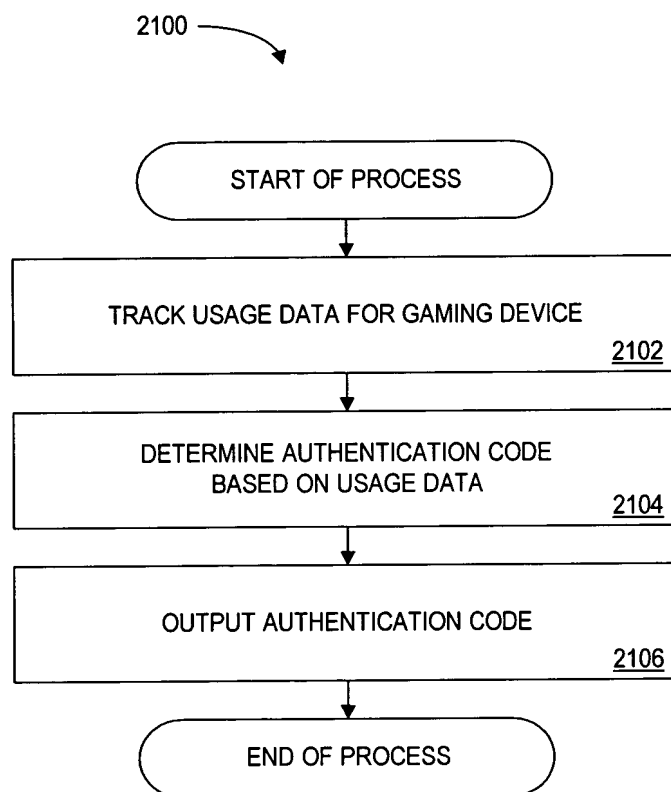 2100
START OF PROCESS
TRACK USAGE DATA FOR GAMING DEVICE
2102
DETERMINE AUTHENTICATION CODE
BASED ON USAGE DATA
2104
OUTPUT AUTHENTICATION CODE
2106
END OF PROCESS